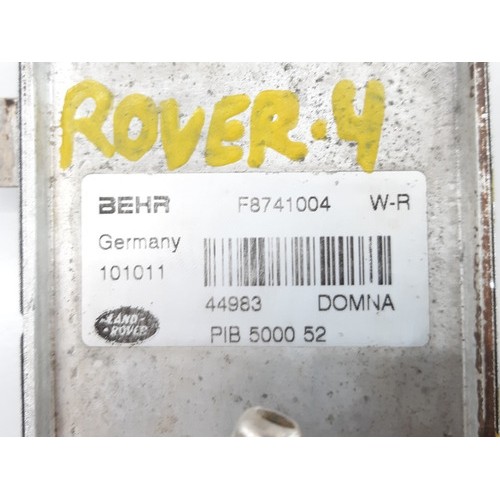 ROVER.4
BEHR F8741004 W-R
Germany
101011
44983 DOMNA
LAND-
ROVER
PIB 5000 52